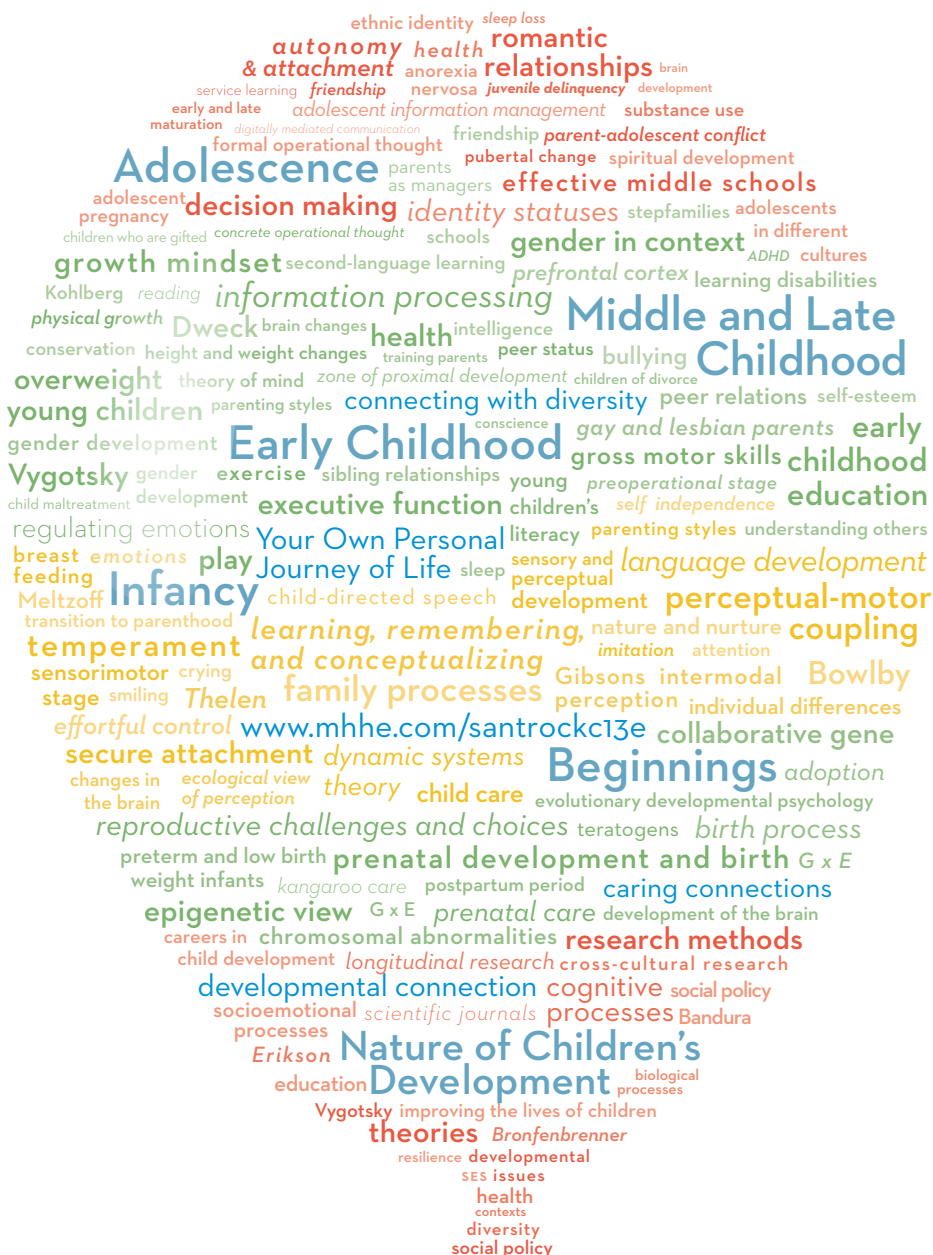 ethnic identity sleep loss
autonomy health romantic
& attachment anorexia relationships brain
service learning friendship nervosa juvenile delinquency development
early and late adolescent information management substance use
maturation digitally mediated communication friendship parent-adolescent conflict
formal operational thought pubertal change spiritual development
Adolescence parents
as managers effective middle schools
adolescent decision making identity statuses stepfamilies adolescents
pregnancy in different
children who are gifted concrete operational thought schools gender in context ADHD cultures
growth mindset second-language learning prefrontal cortex learning disabilities
Kohlberg reading information processing Middle and Late
physical growth Dweck brain changes health intelligence
conservation height and weight changes training parents peer status bullying Childhood
overweight theory of mind zone of proximal development children of divorce
young children parenting styles connecting with diversity peer relations self-esteem
gender development Early Childhood conscience gay and lesbian parents early
Vygotsky gender exercise sibling relationships gross motor skills childhood
child maltreatment development executive function young preoperational stage education
children's self independence
regulating emotions Your Own Personal literacy parenting styles understanding others
breast emotions play Journey of Life sleep sensory and language development
feeding Infancy perceptual
Meltzoff child-directed speech development perceptual-motor
transition to parenthood learning, remembering, nature and nurture coupling
temperament and conceptualizing imitation attention
sensorimotor crying Gibsons intermodal Bowlby
stage smiling Thelen family processes perception individual differences
effortful control www.mhhe.com/santrockc13e collaborative gene
secure attachment dynamic systems Beginnings adoption
changes in ecological view theory child care
the brain of perception evolutionary developmental psychology
reproductive challenges and choices teratogens birth process
preterm and low birth prenatal development and birth G x E
weight infants kangaroo care postpartum period caring connections
epigenetic view G x E prenatal care development of the brain
careers in chromosomal abnormalities research methods
child development longitudinal research cross-cultural research
developmental connection cognitive social policy
socioemotional scientific journals processes Bandura
processes
Erikson Nature of Children's
education Development biological
processes
Vygotsky improving the lives of children
theories Bronfenbrenner
resilience developmental
SES issues
health
contexts
diversity
social policy